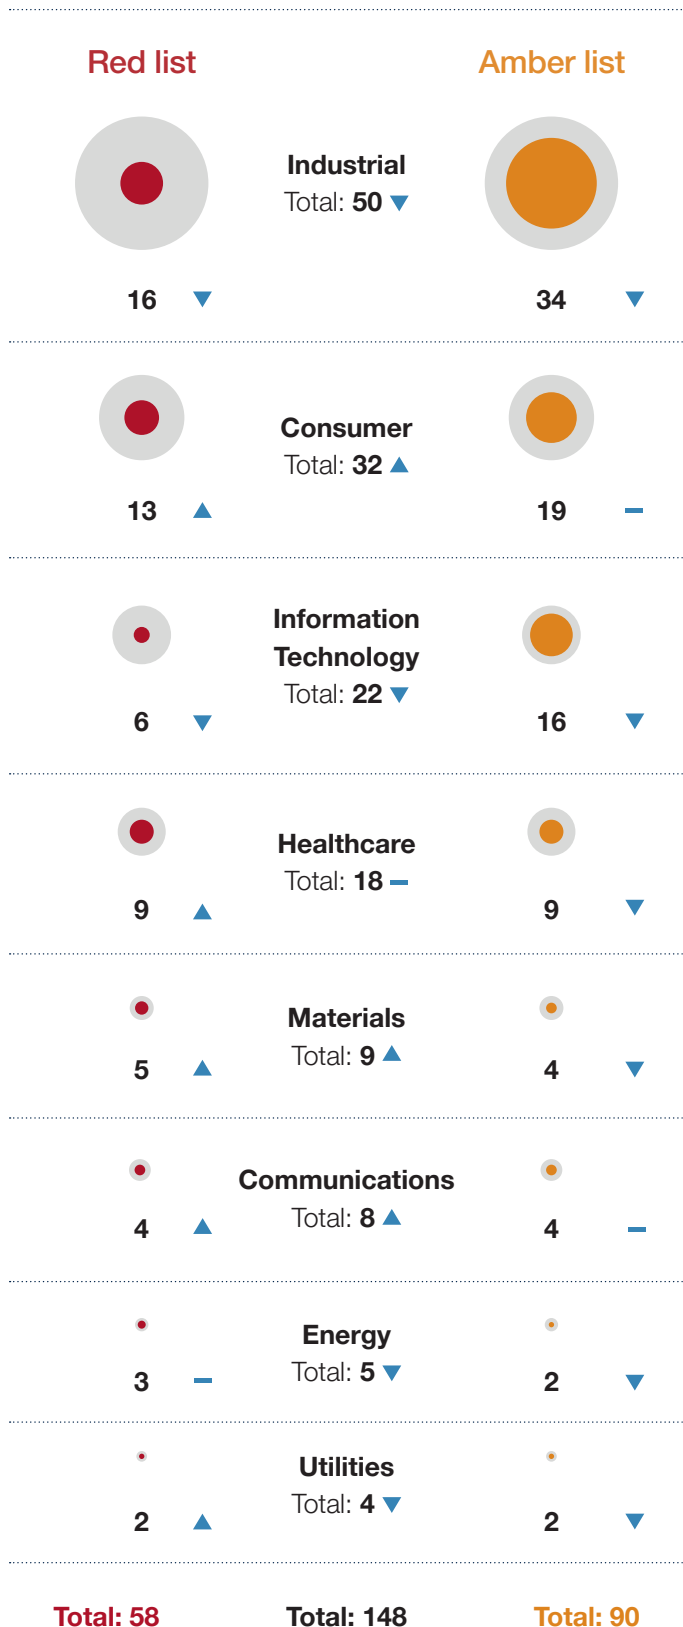 Red list
Amber list
Industrial
Total: 50
16
34
Consumer
Total: 32
13
19
Information
Technology
Total: 22
6
16
Healthcare
Total: 18
9
9
Materials
Total: 9
5
4
Communications
Total: 8
4
4
Energy
Total: 5
3
2
Utilities
Total: 4
2
2
Total: 58
Total: 148
Total: 90